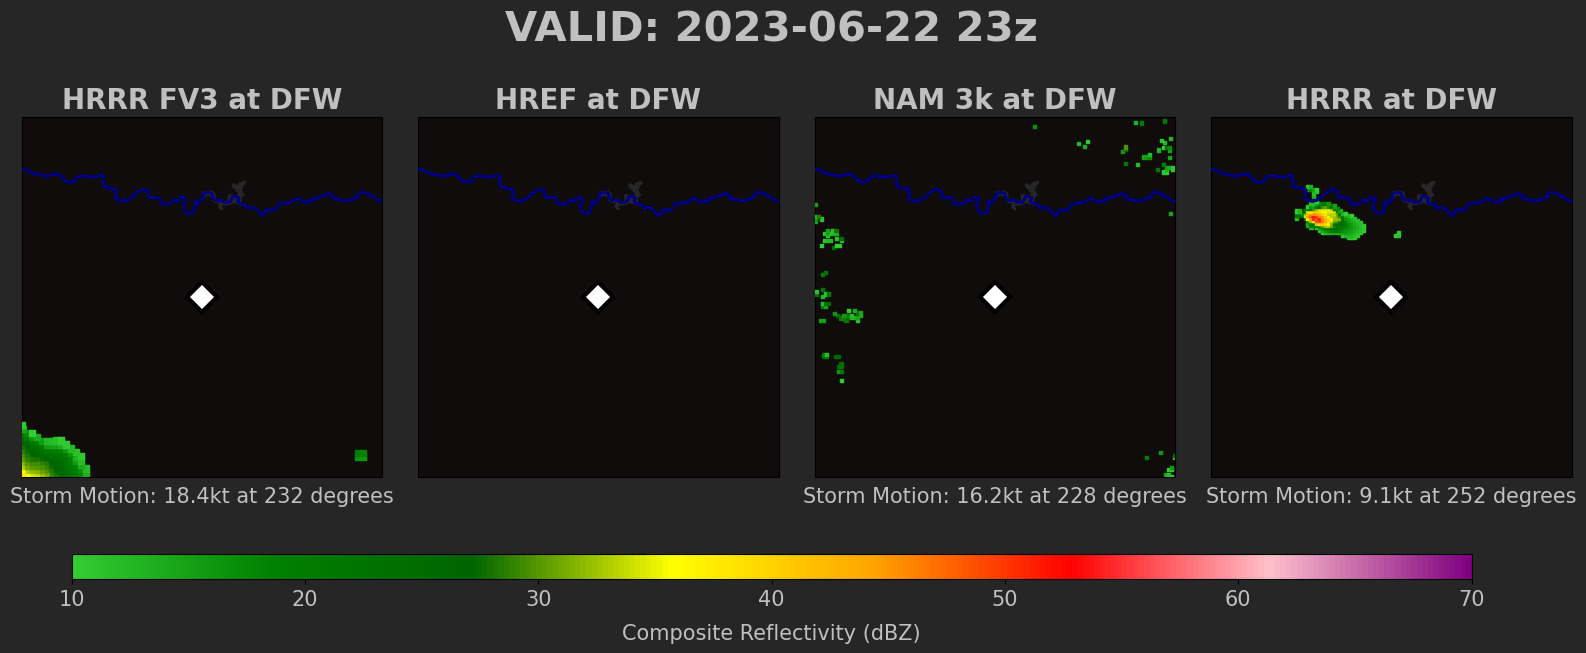 VALID: 2023-06-22 23z
HRRR FV3 at DFW
HREF at DFW
NAM 3k at DFW
HRRR at DFW
Storm Motion: 18.4kt at 232 degrees
Storm Motion: 16.2kt at 228 degrees
Storm Motion: 9.1kt at 252 degrees
10 20 30 40 50 60 70
Composite Reflectivity (dBZ)